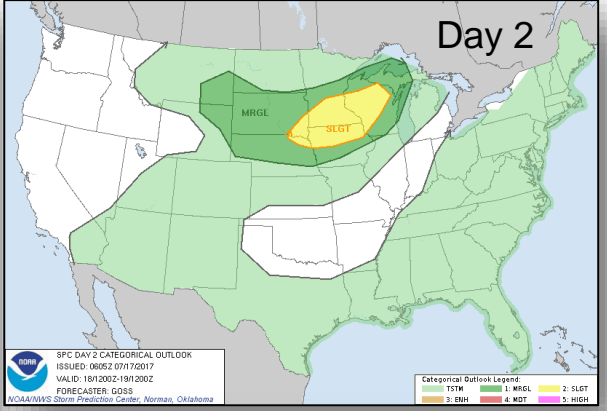 Day 2
MRGL
SLGT
NOAA
SPC DAY 2 CATEGORICAL OUTLOOK
ISSUED: 0605Z 07/17/2017
VALID: 18/1200Z-19/1200Z
FORECASTER: GOSS
NOAA/NWS Storm Prediction Center, Norman, Oklahoma
Categorical Outlook Legend:
TSTM 1: MRGL 2: SLGT
3: ENH 4: MDT 5: HIGH